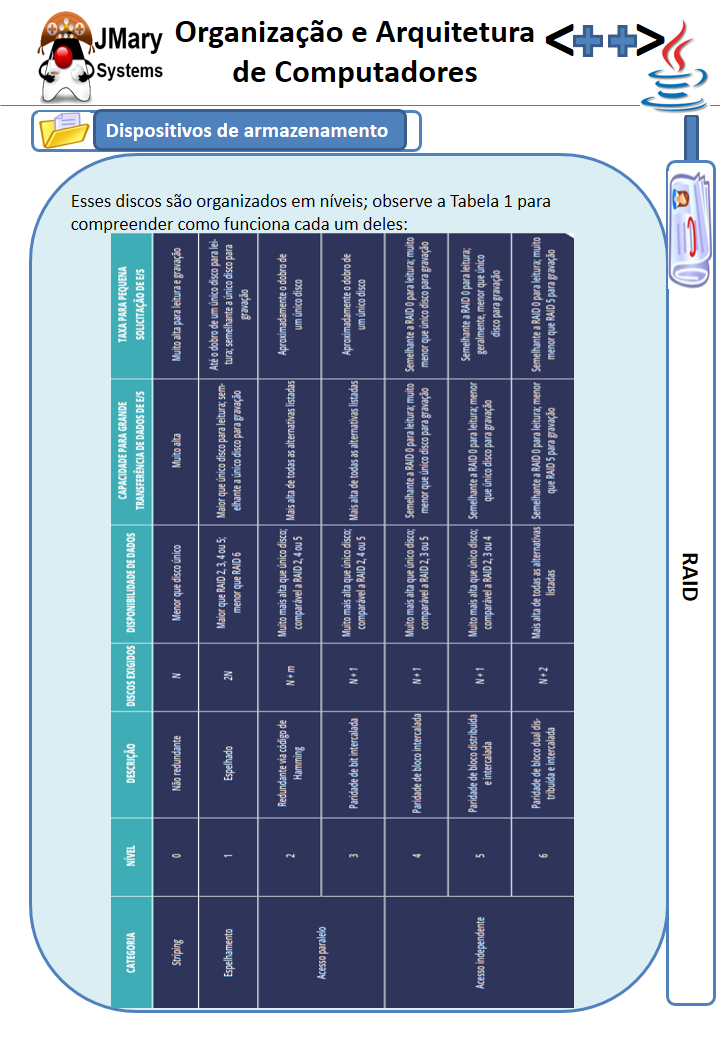 JMary
Systems
Organização e Arquitetura
de Computadores
<++>
Dispositivos de armazenamento
Esses discos são organizados em níveis; observe a Tabela 1 para
compreender como funciona cada um deles:
CATEGORIA
NÍVEL
DESCRIÇÃO
DISCOS EXIGIDOS
DISPONIBILIDADE DE DADOS
CAPACIDADE PARA GRANDE
TRANSFERÊNCIA DE DADOS DE E/S
TAXA PARA PEQUENA
SOLICITAÇÃO DE E/S
Striping
0
Não redundante
N
Menor que disco único
Muito alta
Muito alta para leitura e gravação
Espelhamento
1
Espelhado
2N
Maior que RAID 2, 3, 4 ou 5;
menor que RAID 6
Maior que único disco para leitura; sem-
elhante a único disco para gravação
Até o dobro de um único disco para lei-
tura; semelhante a único disco para
gravação
Acesso paralelo
2
Redundante via código de
Hamming
N + m
Muito mais alta que único disco;
comparável a RAID 2, 4 ou 5
Mais alta de todas as alternativas listadas
Aproximadamente o dobro de
um único disco
3
Paridade de bit intercalada
N + 1
Muito mais alta que único disco;
comparável a RAID 2, 4 ou 5
Mais alta de todas as alternativas listadas
Aproximadamente o dobro de
um único disco
Acesso independente
4
Paridade de bloco intercalada
N + 1
Muito mais alta que único disco;
comparável a RAID 2, 3 ou 5
Semelhante a RAID 0 para leitura; muito
menor que único disco para gravação
Semelhante a RAID 0 para leitura; muito
menor que único disco para gravação
5
Paridade de bloco distribuída
e intercalada
N + 1
Muito mais alta que único disco;
comparável a RAID 2, 3 ou 4
Semelhante a RAID 0 para leitura; menor
que único disco para gravação
Semelhante a RAID 0 para leitura;
geralmente, menor que único
disco para gravação
6
Paridade de bloco dual dis-
tribuída e intercalada
N + 2
Mais alta de todas as alternativas
listadas
Semelhante a RAID 0 para leitura; menor
que RAID 5 para gravação
Semelhante a RAID 0 para leitura; muito
menor que RAID 5 para gravação
RAID